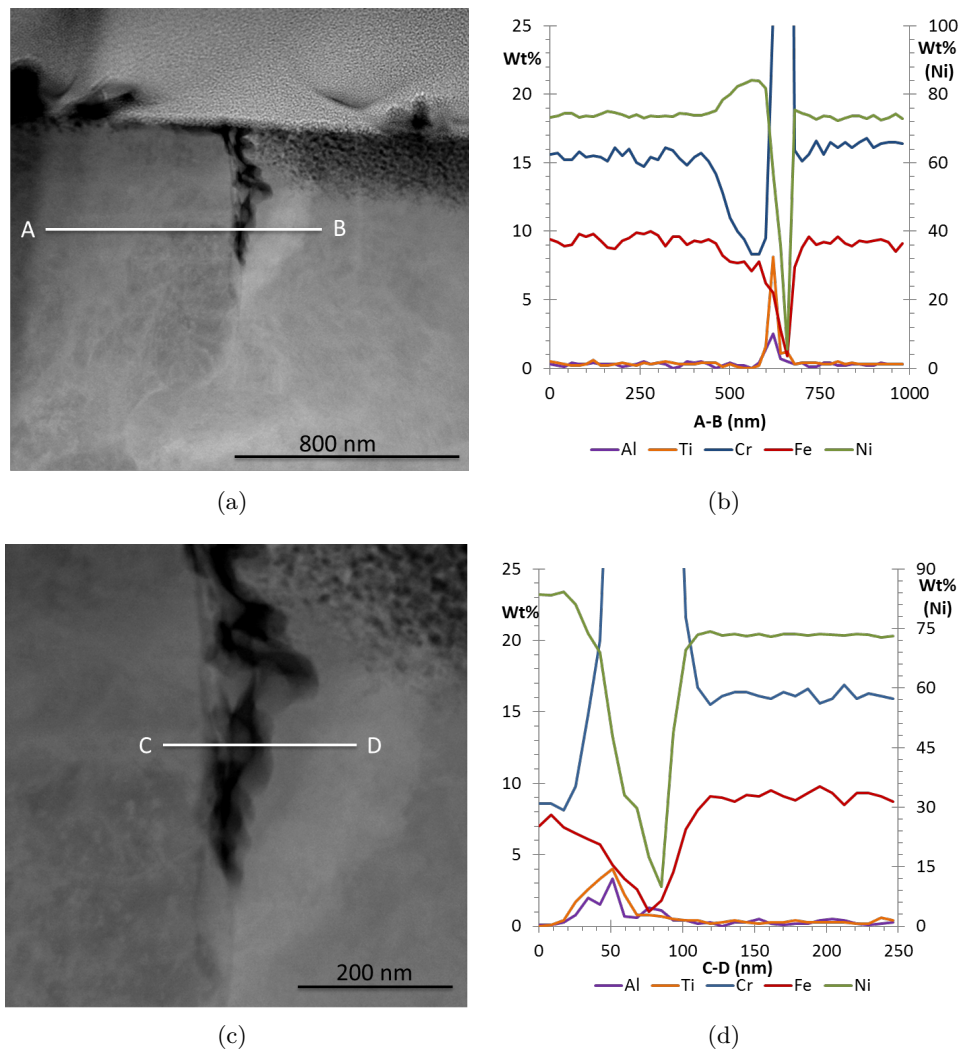 A B
800 nm
(a)
25 100
Wt% Wt%
(Ni)
20 80
15 60
10 40
5 20
0 0
0 250 500 750 1000
A-B (nm)
Al Ti Cr Fe Ni
(b)
C D
200 nm
(c)
25 90
Wt% Wt%
(Ni)
20 75
15 60
10 45
5 30
0 15
0
0 50 100 150 200 250
C-D (nm)
Al Ti Cr Fe Ni
(d)